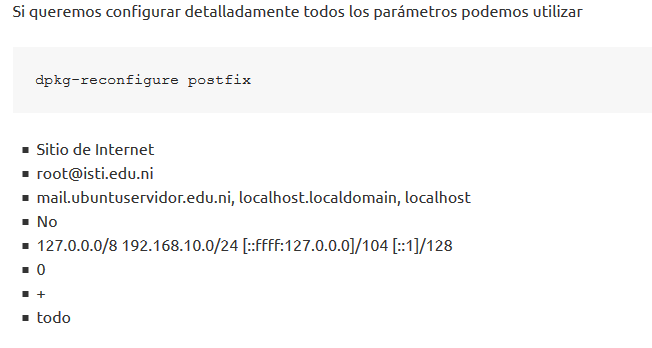 Si queremos configurar detalladamente todos los parámetros podemos utilizar
dpkg-reconfigure postfix
Sitio de Internet
root@isti.edu.ni
mail.ubuntuservidor.edu.ni, localhost.localdomain, localhost
No
127.0.0.0/8 192.168.10.0/24 [::ffff:127.0.0.0]/104 [::1]/128
0
+
todo